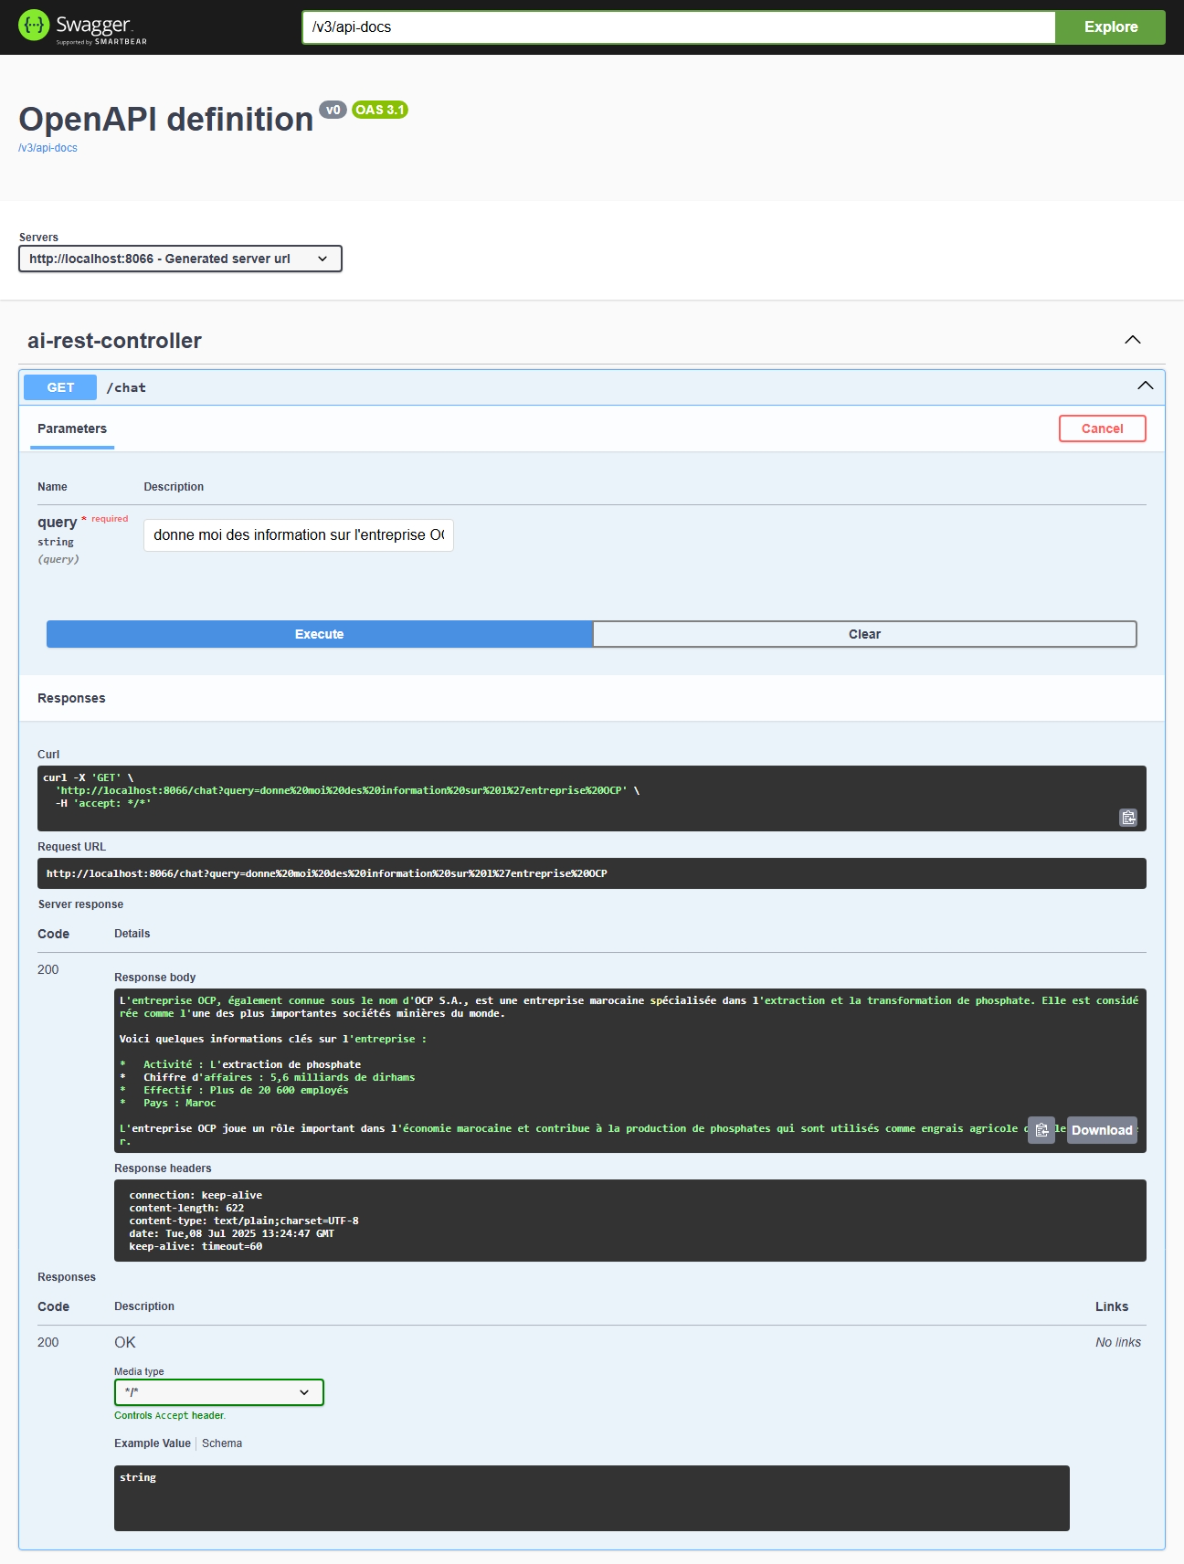 Swagger.
Supported by SMARTBEAR
/v3/api-docs
Explore
OpenAPI definition v0 OAS 3.1
/v3/api-docs
Servers
http://localhost:8066 - Generated server url
ai-rest-controller
GET /chat
Parameters
Cancel
Name Description
query * required
string
(query)
donne moi des information sur l'entreprise OC
Execute
Clear
Responses
Curl
curl -X 'GET' \
'http://localhost:8066/chat?query=donne%20moi%20des%20information%20sur%20l%27entreprise%20OCP' \
-H 'accept: */*'
Request URL
http://localhost:8066/chat?query=donne%20moi%20des%20information%20sur%20l%27entreprise%20OCP
Server response
Code Details
200
Response body
L'entreprise OCP, également connue sous le nom d'OCP S.A., est une entreprise marocaine spécialisée dans l'extraction et la transformation de phosphate. Elle est considé
rée comme l'une des plus importantes sociétés minières du monde.
Voici quelques informations clés sur l'entreprise :
* Activité : L'extraction de phosphate
* Chiffre d'affaires : 5,6 milliards de dirhams
* Effectif : Plus de 20 600 employés
* Pays : Maroc
L'entreprise OCP joue un rôle important dans l'économie marocaine et contribue à la production de phosphates qui sont utilisés comme engrais agricole
r.
Download
Response headers
connection: keep-alive
content-length: 622
content-type: text/plain;charset=UTF-8
date: Tue,08 Jul 2025 13:24:47 GMT
keep-alive: timeout=60
Responses
Code Description Links
200 OK No links
Media type
*/*
Controls Accept header.
Example Value Schema
string